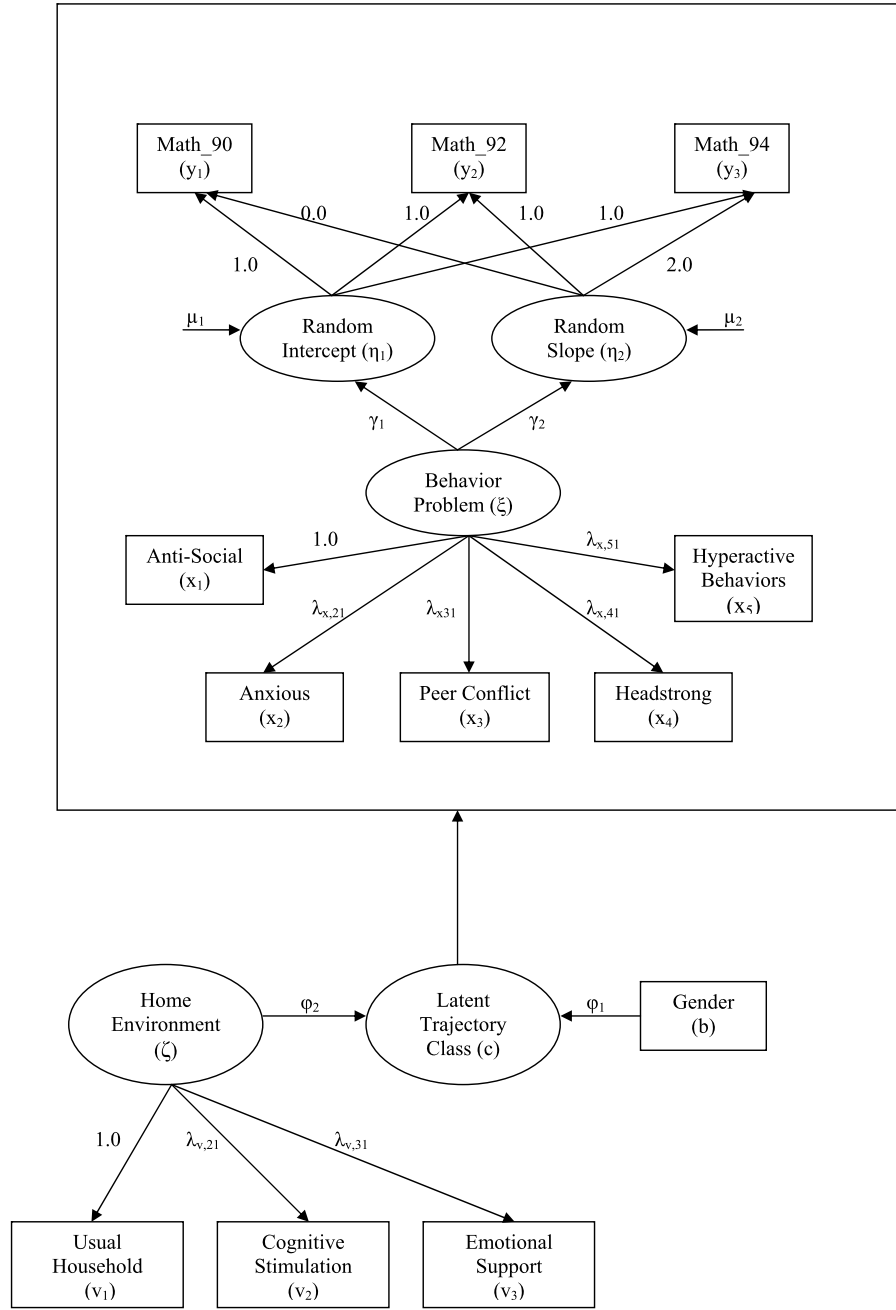 Math_90
(y₁)
Math_92
(y₂)
Math_94
(y₃)
0.0
1.0
1.0
1.0
1.0
2.0
μ₁
Random
Intercept (η₁)
Random
Slope (η₂)
μ₂
γ₁
γ₂
Behavior
Problem (ξ)
Anti-Social
(x₁)
1.0
λx,51
Hyperactive
Behaviors
(x₅)
λx,21
λx31
λx,41
Anxious
(x₂)
Peer Conflict
(x₃)
Headstrong
(x₄)
Home
Environment
(ζ)
φ₂
Latent
Trajectory
Class (c)
φ₁
Gender
(b)
1.0
λv,21
λv,31
Usual
Household
(v₁)
Cognitive
Stimulation
(v₂)
Emotional
Support
(v₃)